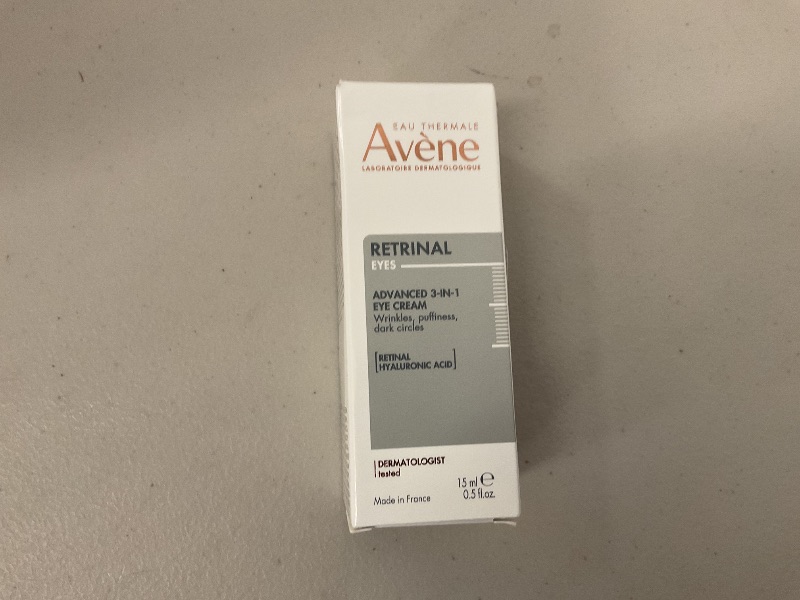 EAU THERMALE
Avène
LABORATOIRE DERMATOLOGIQUE
RETRINAL
EYES
ADVANCED 3-IN-1
EYE CREAM
Wrinkles, puffiness,
dark circles
RETINAL
HYALURONIC ACID
DERMATOLOGIST
tested
15 ml ℮
0.5 fl.oz.
Made in France